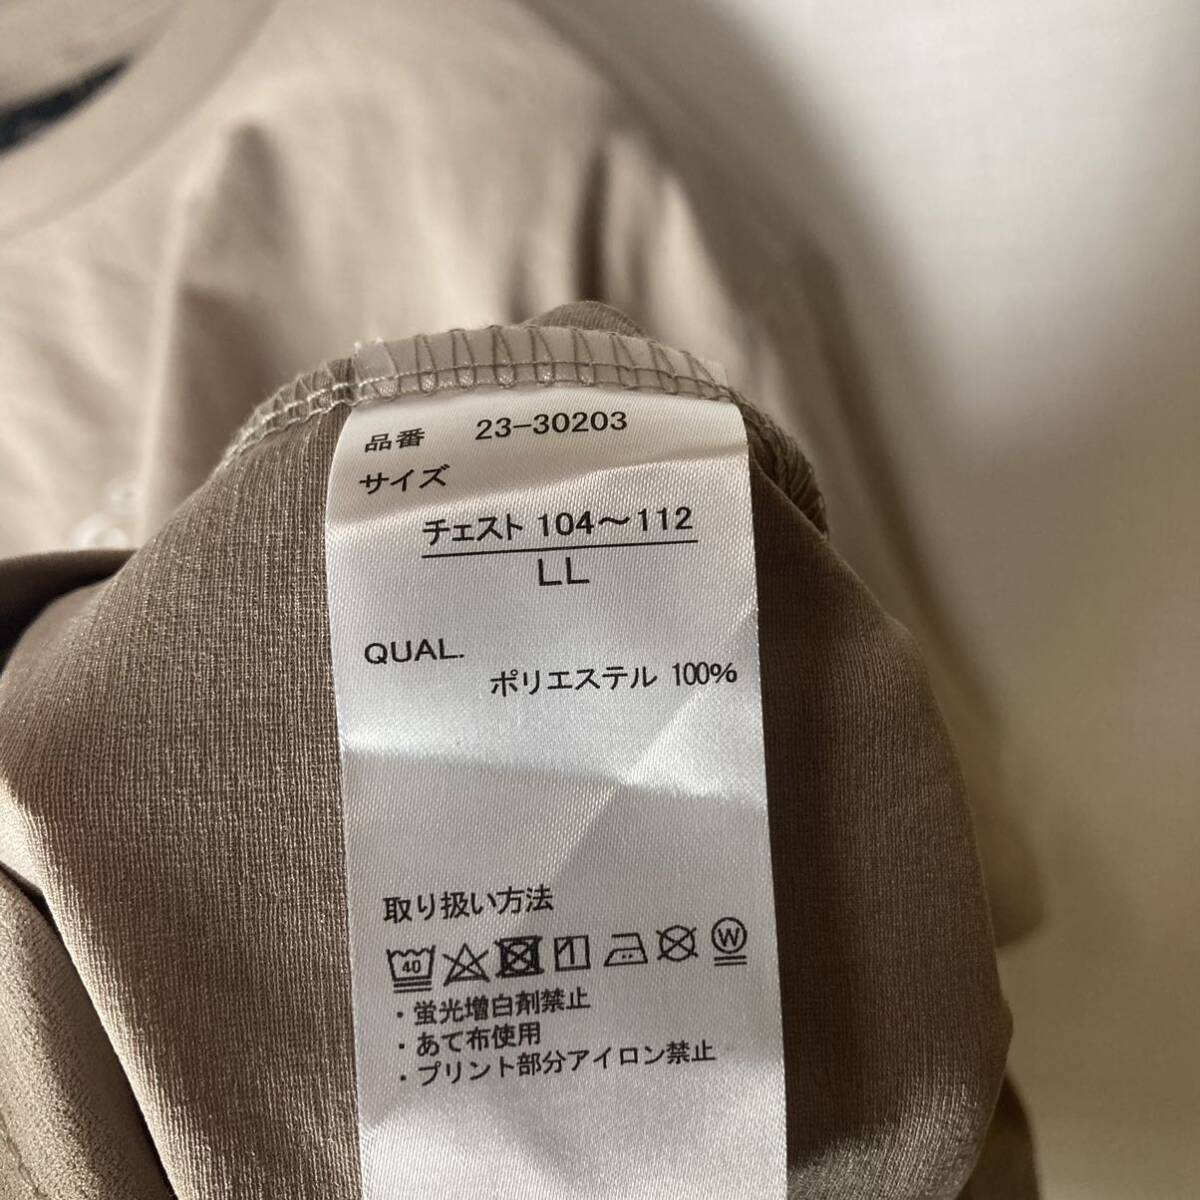 品番 23-30203
サイズ
チェスト 104〜112
LL
QUAL.
ポリエステル 100%
取り扱い方法
40 W
・蛍光増白剤禁止
・あて布使用
・プリント部分アイロン禁止